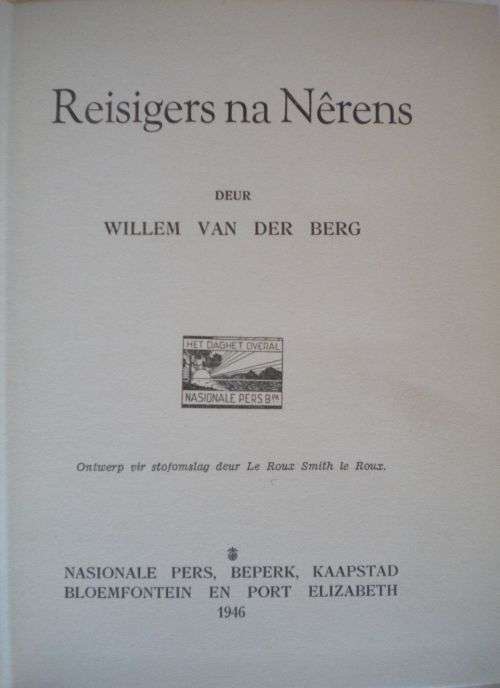 Reisigers na Nêrens
DEUR
WILLEM VAN DER BERG
HET DAGHET OVERAL
NASIONALE PERS BPK
Ontwerp vir stofomslag deur Le Roux Smith le Roux.
NASIONALE PERS, BEPERK, KAAPSTAD
BLOEMFONTEIN EN PORT ELIZABETH
1946